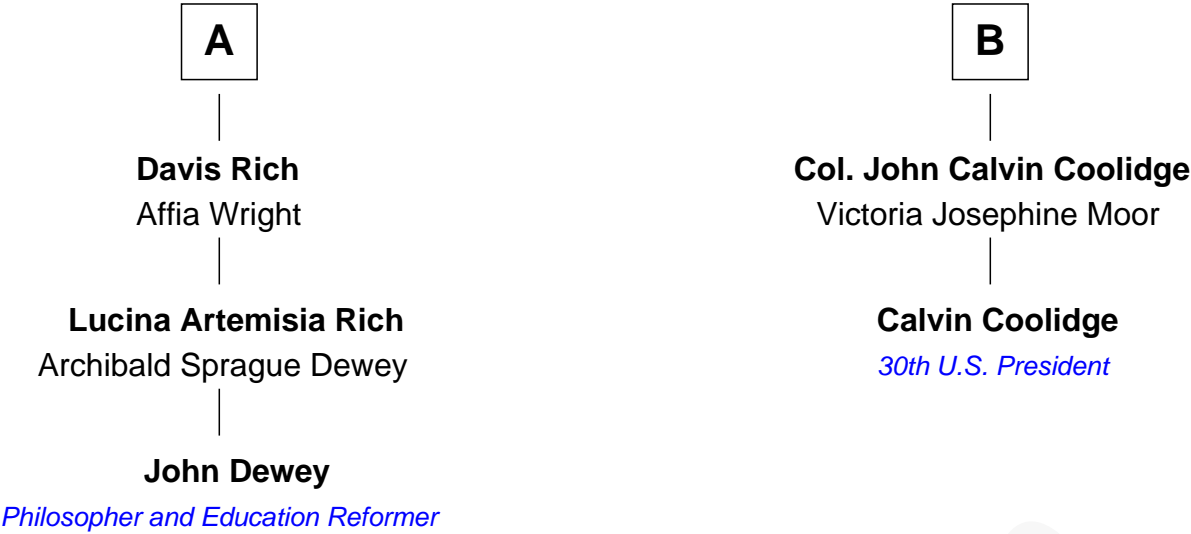 A
B
Davis Rich
Affia Wright
Col. John Calvin Coolidge
Victoria Josephine Moor
Lucina Artemisia Rich
Archibald Sprague Dewey
Calvin Coolidge
30th U.S. President
John Dewey
Philosopher and Education Reformer